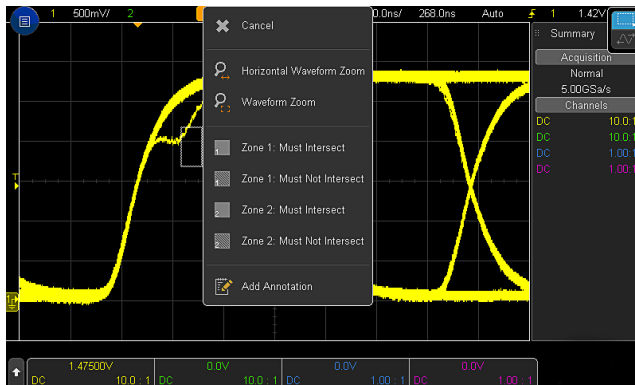 1 500mV/ 2 0.0ns/ 268.0ns Auto 1 1.42V
Cancel
Horizontal Waveform Zoom
Waveform Zoom
1 Zone 1: Must Intersect
1 Zone 1: Must Not Intersect
2 Zone 2: Must Intersect
2 Zone 2: Must Not Intersect
Add Annotation
Summary
Acquisition
Normal
5.00GSa/s
Channels
DC 10.0:1
DC 10.0:1
DC 1.00:1
DC 1.00:1
T
1
1.47500V 0.0V 0.0V 0.0V
DC 10.0 : 1 DC 10.0 : 1 DC 1.00 : 1 DC 1.00 : 1